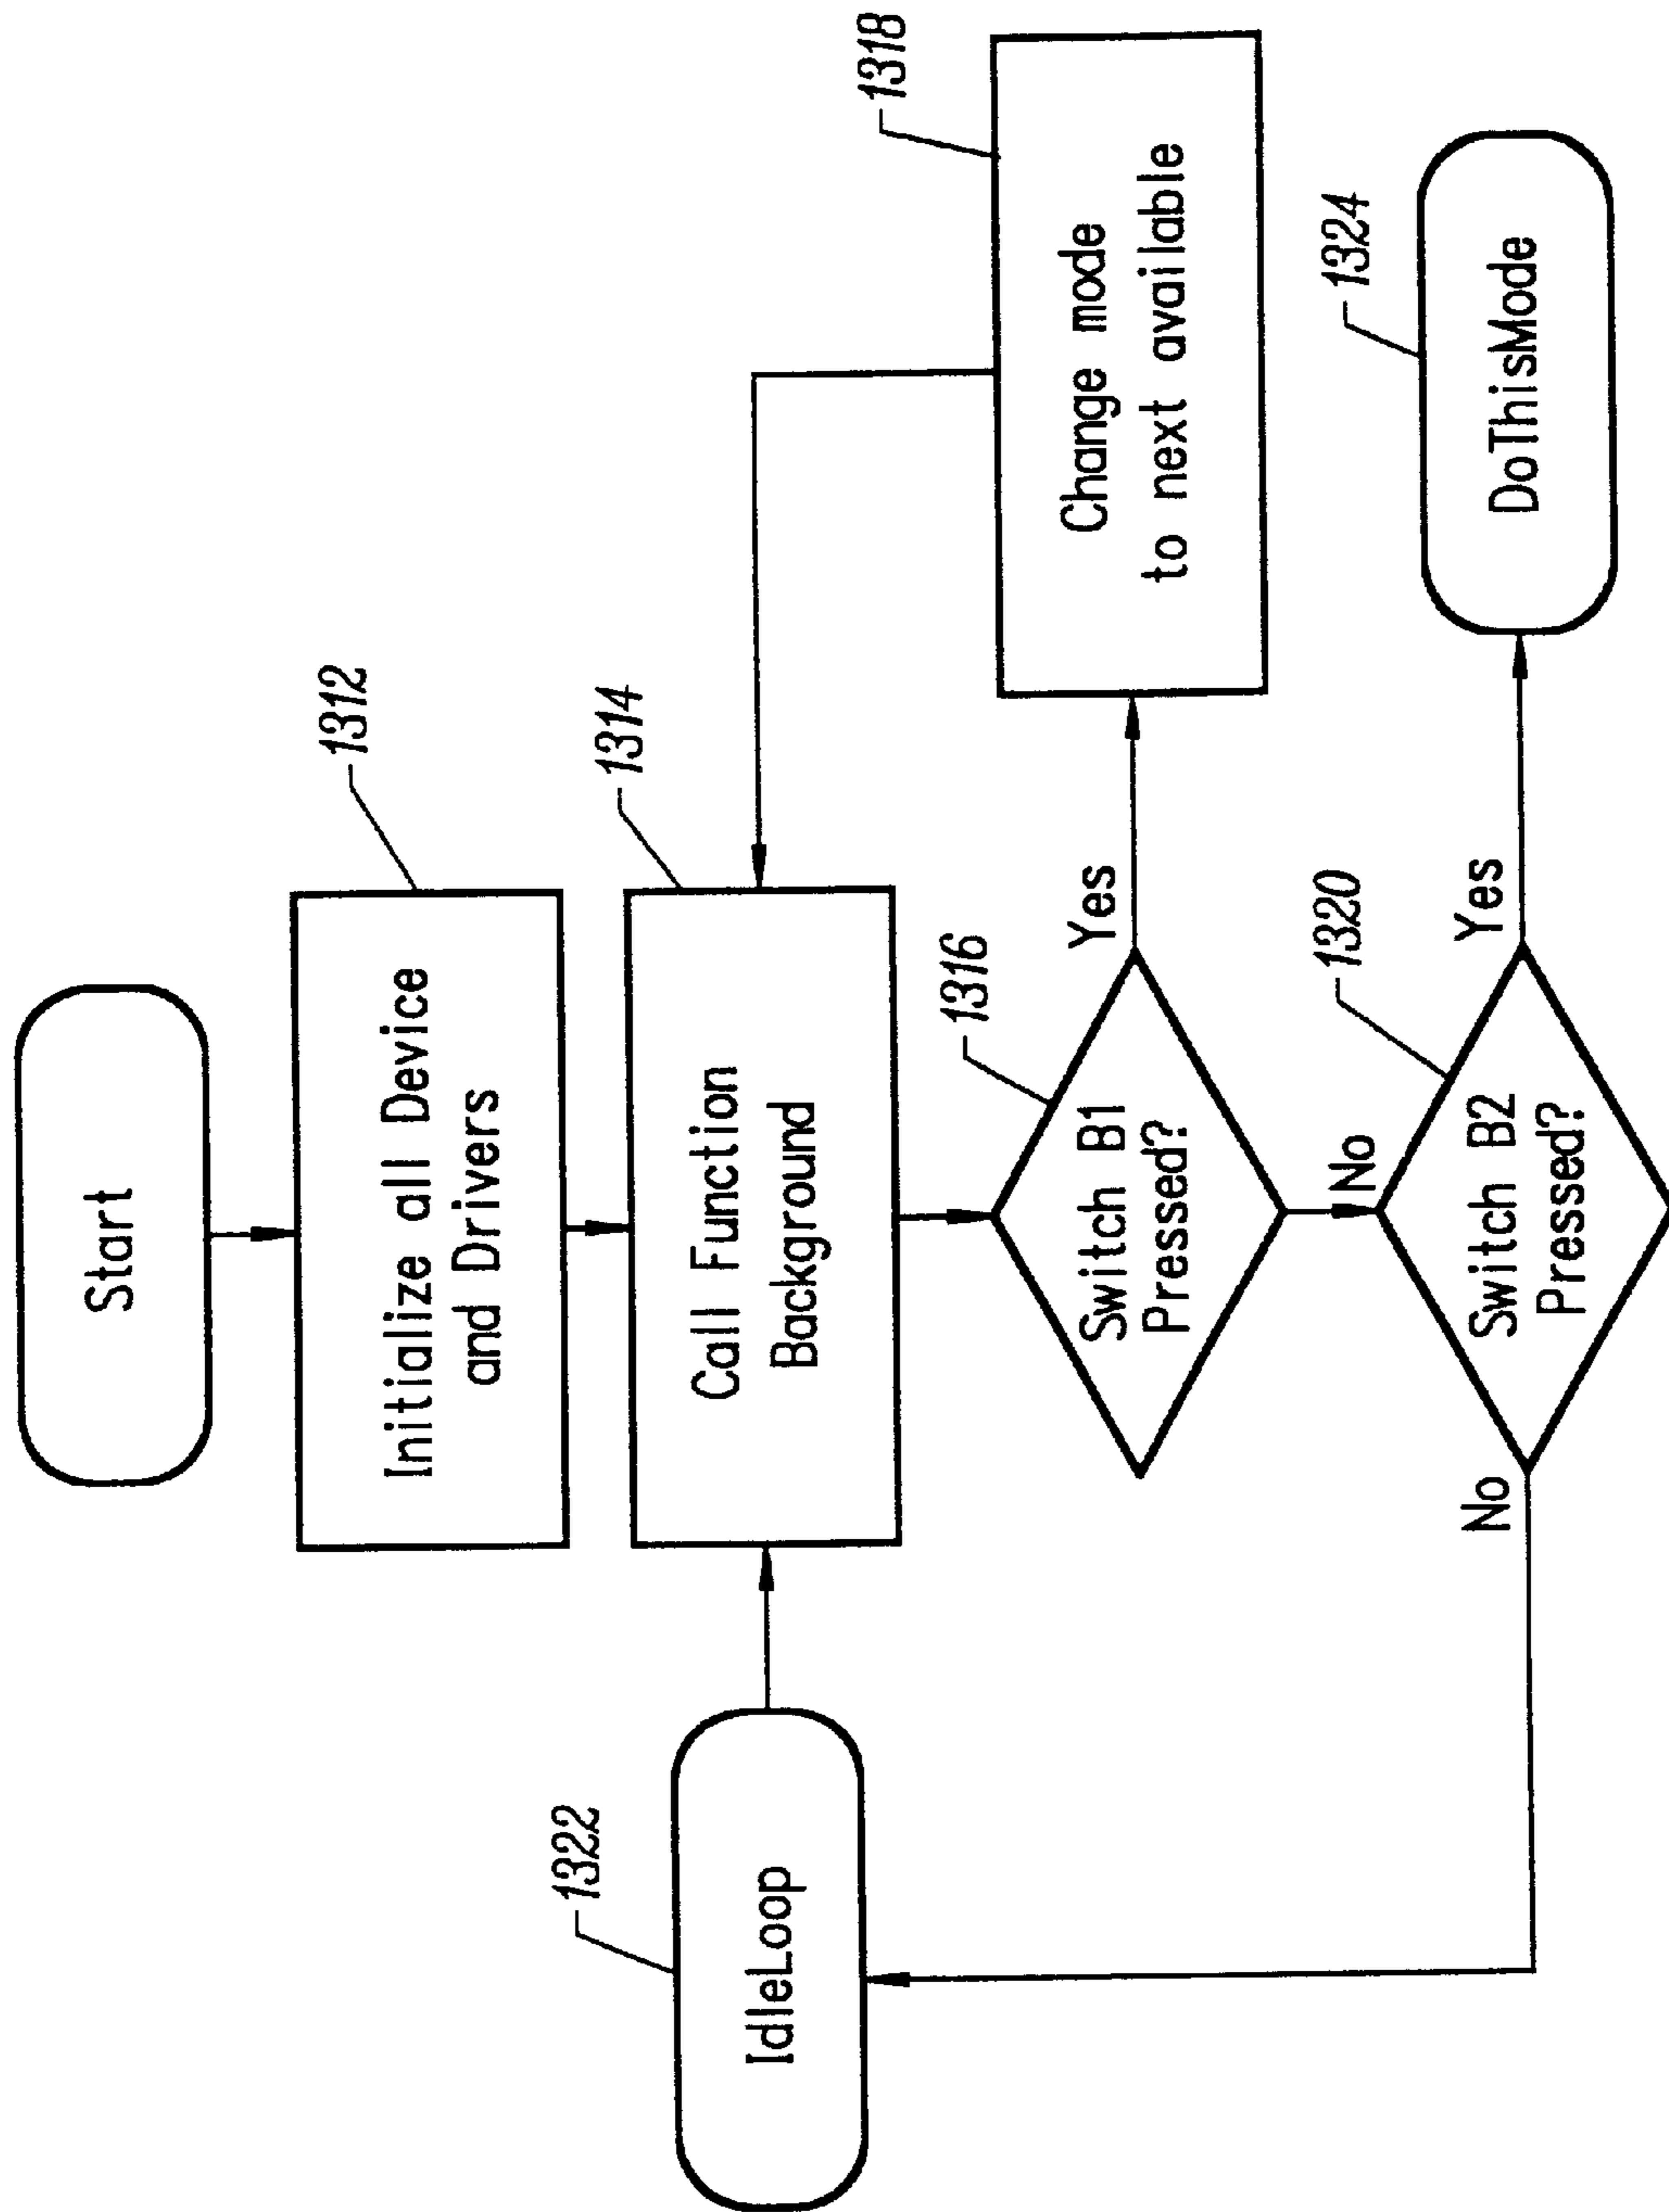 Start
1312
Initialize all Device
and Drivers
1314
Call Function
Background
1322
IdleLoop
1316
Switch B1
Pressed?
Yes
1318
Change mode
to next available
No
1320
Switch B2
Pressed?
No
Yes
1324
DoThisMode